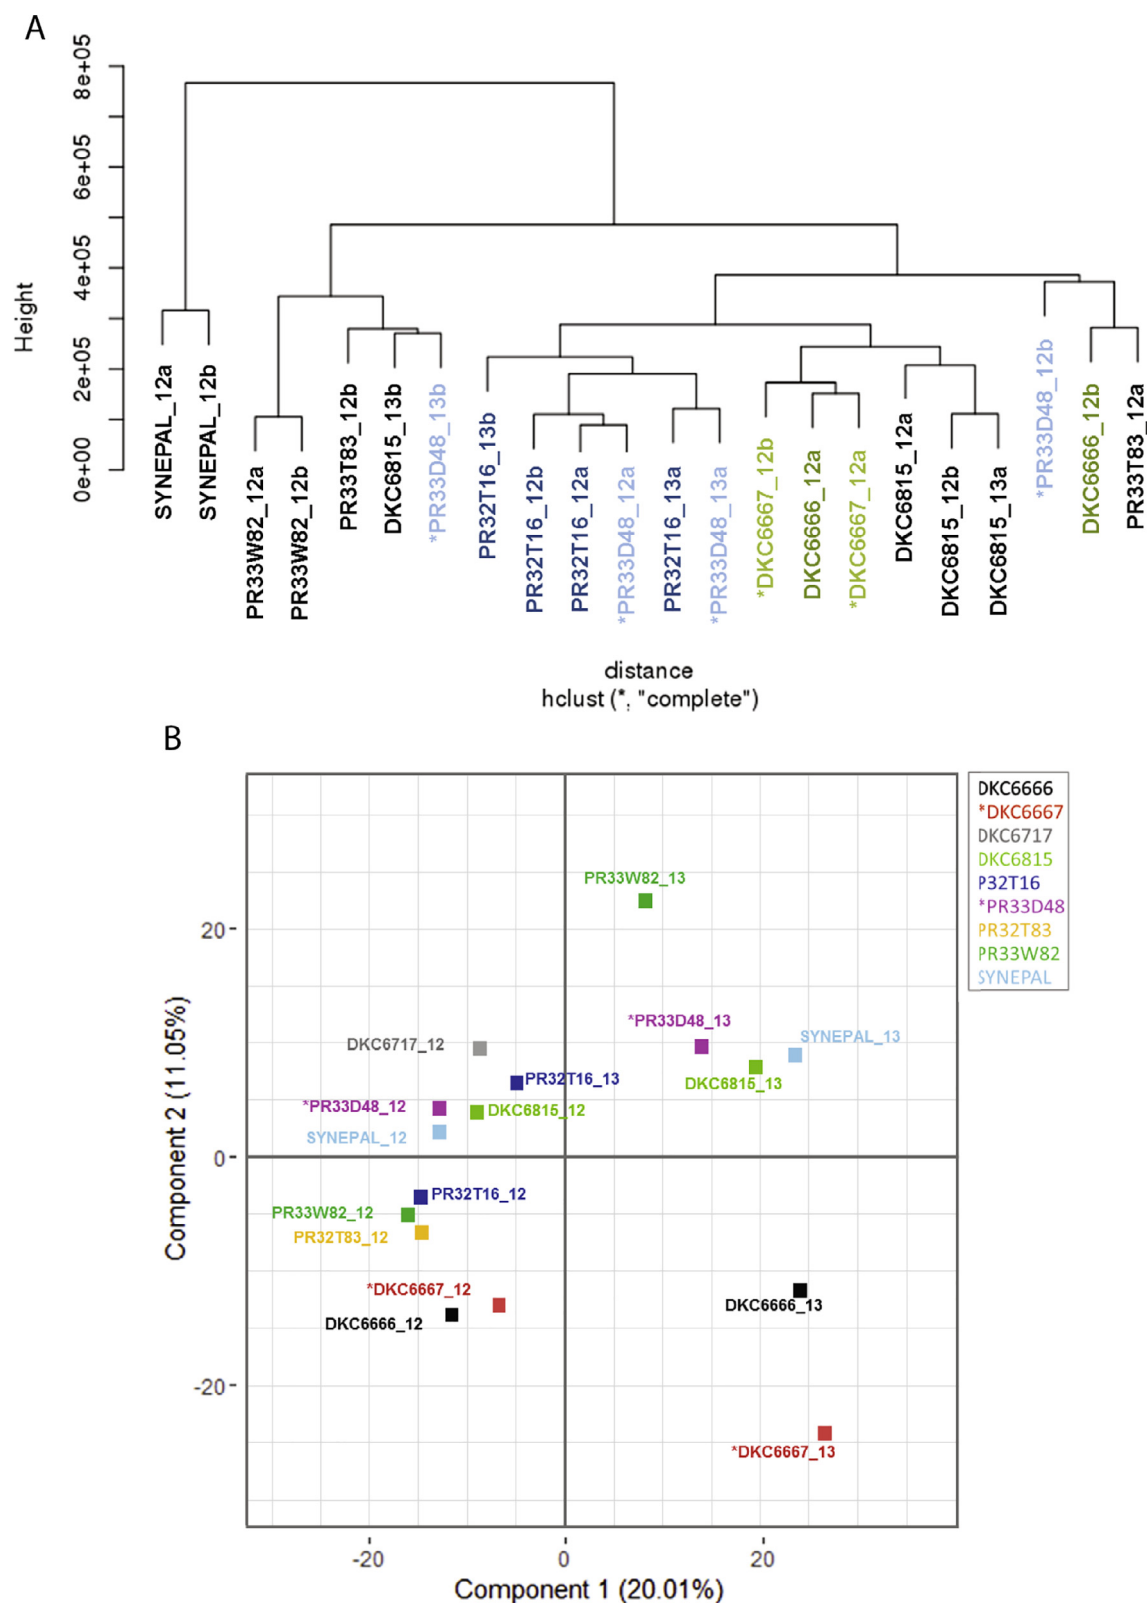 A
8e+05
6e+05
4e+05
2e+05
0e+00
Height
SYNEPAL_12a
SYNEPAL_12b
PR33W82_12a
PR33W82_12b
PR33T83_12b
DKC6815_13b
*PR33D48_13b
PR32T16_13b
PR32T16_12b
PR32T16_12a
*PR33D48_12a
PR32T16_13a
*PR33D48_13a
*DKC6667_12b
DKC6666_12a
*DKC6667_12a
DKC6815_12a
DKC6815_12b
DKC6815_13a
*PR33D48_12b
DKC6666_12b
PR33T83_12a
distance
hclust (*, "complete")
B
DKC6666
*DKC6667
DKC6717
DKC6815
P32T16
*PR33D48
PR32T83
PR33W82
SYNEPAL
PR33W82_13
*PR33D48_13
SYNEPAL_13
DKC6717_12
PR32T16_13
DKC6815_13
*PR33D48_12
DKC6815_12
SYNEPAL_12
PR32T16_12
PR33W82_12
PR32T83_12
*DKC6667_12
DKC6666_12
DKC6666_13
*DKC6667_13
20
0
-20
Component 2 (11.05%)
-20
0
20
Component 1 (20.01%)